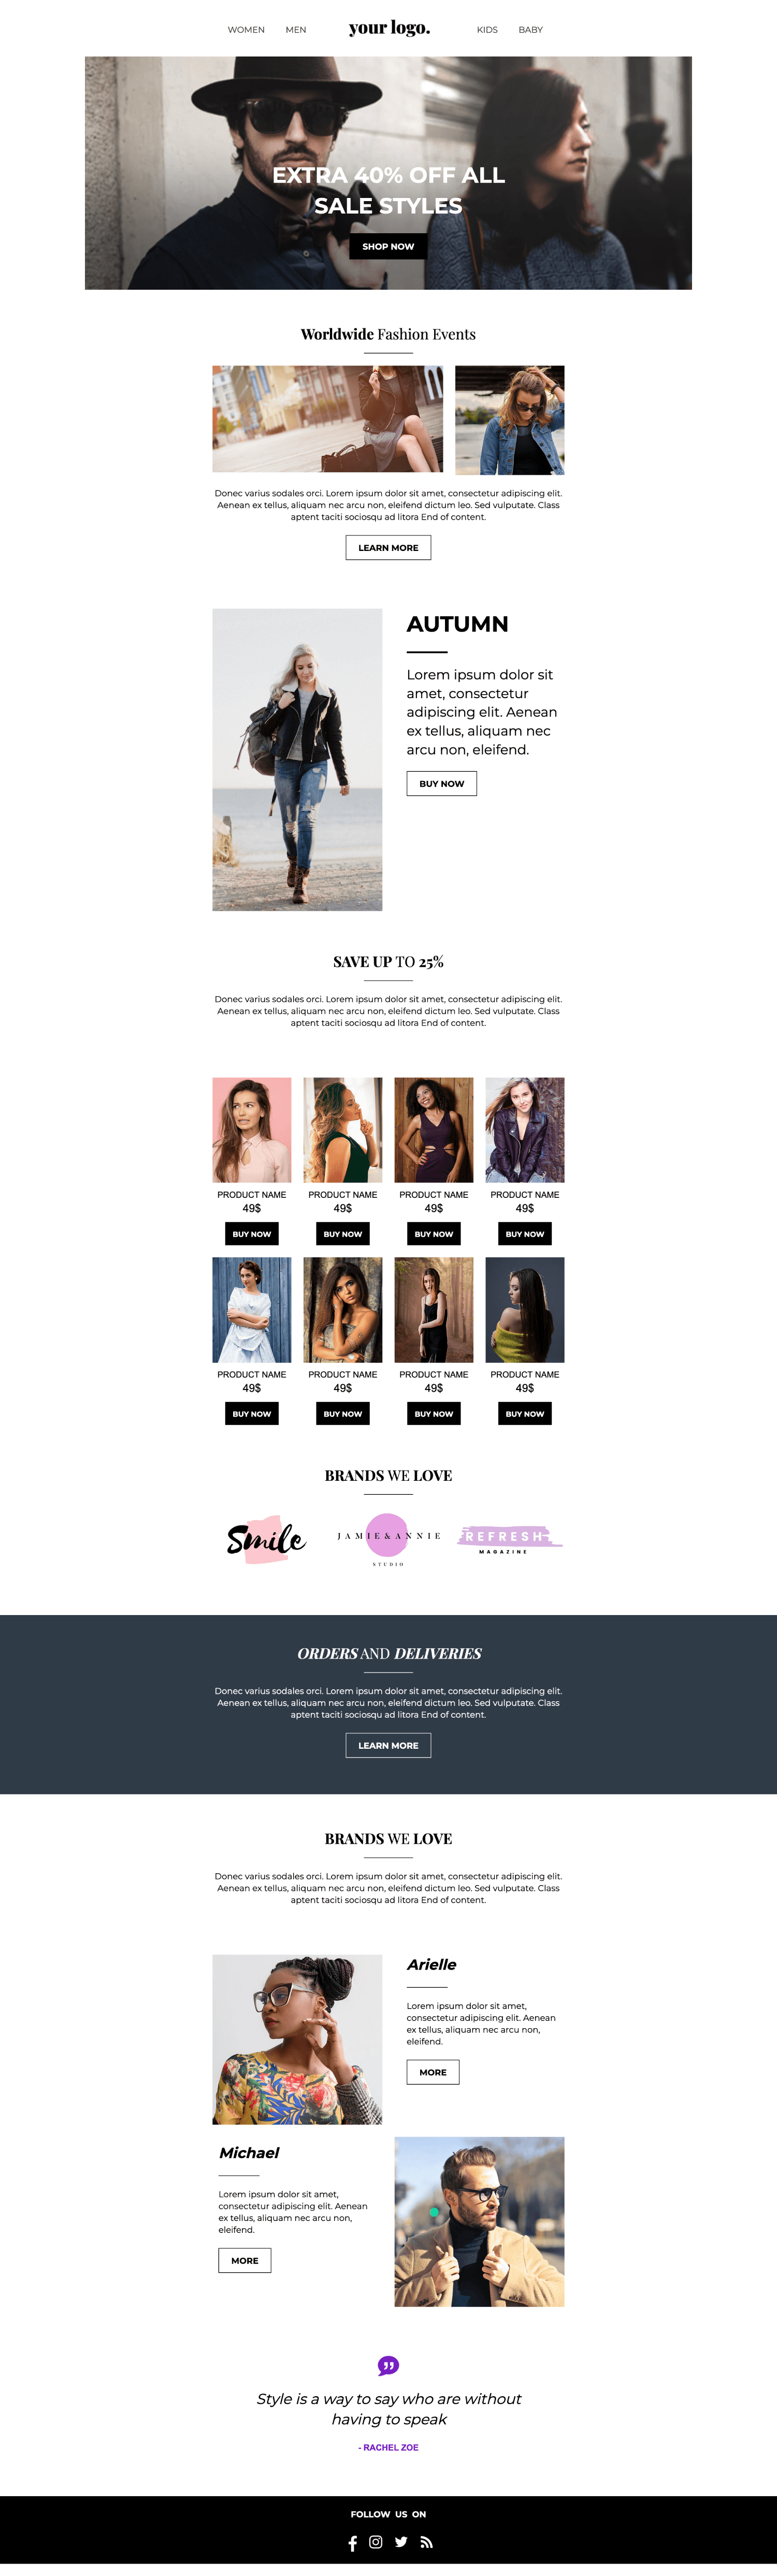 WOMEN MEN your logo. KIDS BABY
EXTRA 40% OFF ALL
SALE STYLES
SHOP NOW
Worldwide Fashion Events
Donec varius sodales orci. Lorem ipsum dolor sit amet, consectetur adipiscing elit.
Aenean ex tellus, aliquam nec arcu non, eleifend dictum leo. Sed vulputate. Class
aptent taciti sociosqu ad litora End of content.
LEARN MORE
AUTUMN
Lorem ipsum dolor sit
amet, consectetur
adipiscing elit. Aenean
ex tellus, aliquam nec
arcu non, eleifend.
BUY NOW
SAVE UP TO 25%
Donec varius sodales orci. Lorem ipsum dolor sit amet, consectetur adipiscing elit.
Aenean ex tellus, aliquam nec arcu non, eleifend dictum leo. Sed vulputate. Class
aptent taciti sociosqu ad litora End of content.
PRODUCT NAME PRODUCT NAME PRODUCT NAME PRODUCT NAME
49$ 49$ 49$ 49$
BUY NOW BUY NOW BUY NOW BUY NOW
PRODUCT NAME PRODUCT NAME PRODUCT NAME PRODUCT NAME
49$ 49$ 49$ 49$
BUY NOW BUY NOW BUY NOW BUY NOW
BRANDS WE LOVE
Smile
JAMIE & ANNIE
STUDIO
REFRESH
MAGAZINE
ORDERS AND DELIVERIES
Donec varius sodales orci. Lorem ipsum dolor sit amet, consectetur adipiscing elit.
Aenean ex tellus, aliquam nec arcu non, eleifend dictum leo. Sed vulputate. Class
aptent taciti sociosqu ad litora End of content.
LEARN MORE
BRANDS WE LOVE
Donec varius sodales orci. Lorem ipsum dolor sit amet, consectetur adipiscing elit.
Aenean ex tellus, aliquam nec arcu non, eleifend dictum leo. Sed vulputate. Class
aptent taciti sociosqu ad litora End of content.
Arielle
Lorem ipsum dolor sit amet,
consectetur adipiscing elit. Aenean
ex tellus, aliquam nec arcu non,
eleifend.
MORE
Michael
Lorem ipsum dolor sit amet,
consectetur adipiscing elit. Aenean
ex tellus, aliquam nec arcu non,
eleifend.
MORE
Style is a way to say who are without
having to speak
- RACHEL ZOE
FOLLOW US ON